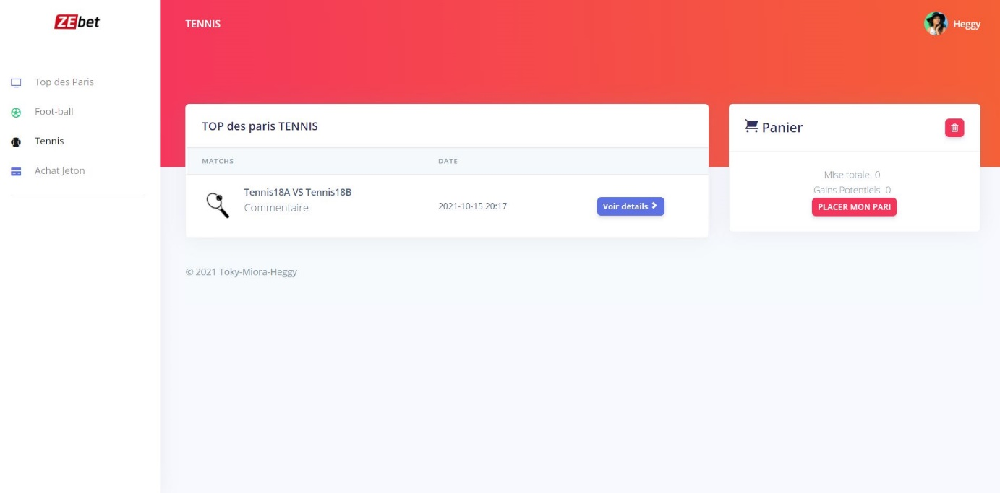 ZEbet
TENNIS
Heggy
Top des Paris
Foot-ball
Tennis
Achat Jeton
TOP des paris TENNIS
MATCHS
DATE
Tennis18A VS Tennis18B
Commentaire
2021-10-15 20:17
Voir détails
Panier
Mise totale 0
Gains Potentiels 0
PLACER MON PARI
© 2021 Toky-Miora-Heggy